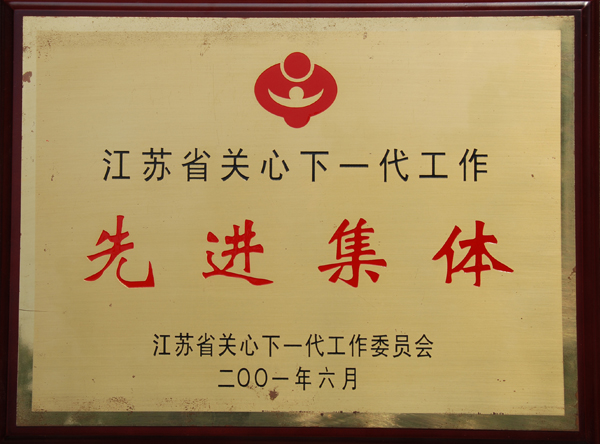 江苏省关心下一代工作
先进集体
江苏省关心下一代工作委员会
二〇〇一年六月